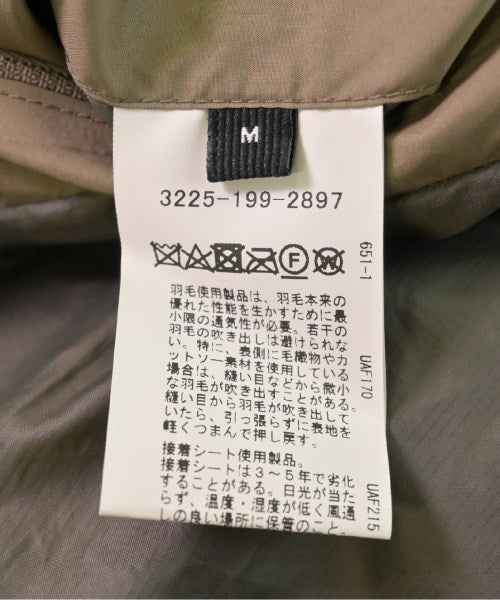 M
3225-199-2897
F
W
651-1
羽毛使用製品は、羽毛本来の
優れた性能を生かすために最
小限の通気性が必要。若干の
羽毛の吹き出しは避けられな
い。特に、表側に毛織物やカ
ットソー素材を使用している
場合は、縫い目などから微小
な羽毛が吹き出すことがある。
縫い目から羽毛が吹き出して
いたら、引っ張らずに表地を
軽くつまんで押し戻す。
UAF170
接着シート使用製品。
接着シートは3～5年で劣化
することがある。日光が当た
らず、温度・湿度が低く風通
しの良い場所に保管のこと。
UAF215